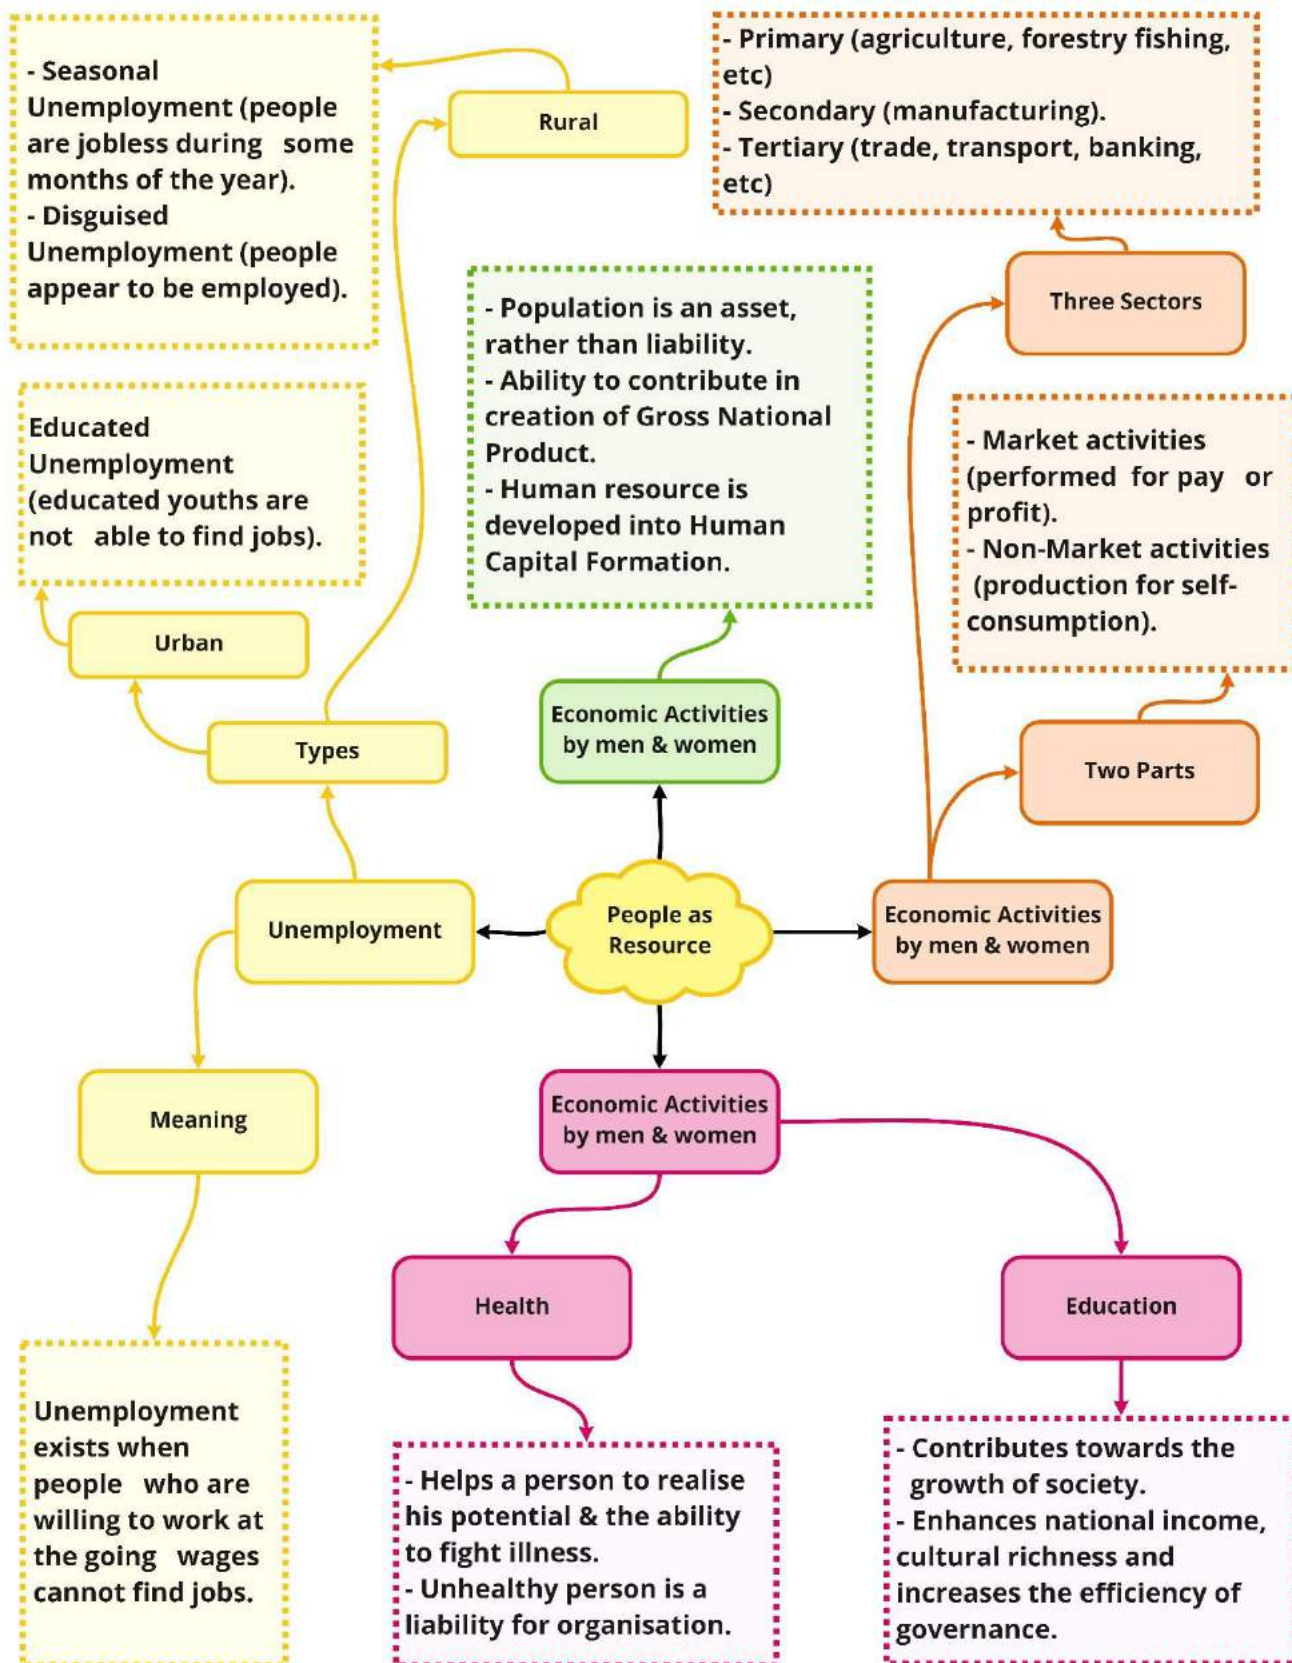 - Seasonal
Unemployment (people
are jobless during some
months of the year).
- Disguised
Unemployment (people
appear to be employed).
Rural
- Primary (agriculture, forestry fishing,
etc)
- Secondary (manufacturing).
- Tertiary (trade, transport, banking,
etc)
Three Sectors
- Population is an asset,
rather than liability.
- Ability to contribute in
creation of Gross National
Product.
- Human resource is
developed into Human
Capital Formation.
Educated
Unemployment
(educated youths are
not able to find jobs).
- Market activities
(performed for pay or
profit).
- Non-Market activities
(production for self-
consumption).
Urban
Types
Economic Activities
by men & women
Two Parts
Unemployment
People as
Resource
Economic Activities
by men & women
Meaning
Economic Activities
by men & women
Health
Education
Unemployment
exists when
people who are
willing to work at
the going wages
cannot find jobs.
- Helps a person to realise
his potential & the ability
to fight illness.
- Unhealthy person is a
liability for organisation.
- Contributes towards the
growth of society.
- Enhances national income,
cultural richness and
increases the efficiency of
governance.